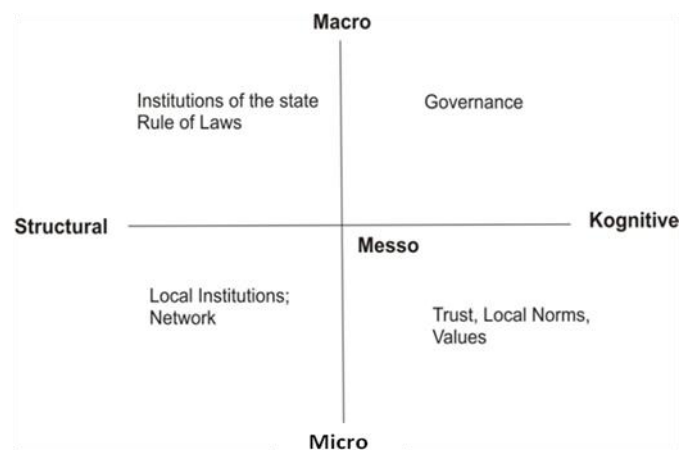 Macro
Institutions of the state
Rule of Laws
Governance
Structural
Kognitive
Messo
Local Institutions;
Network
Trust, Local Norms,
Values
Micro